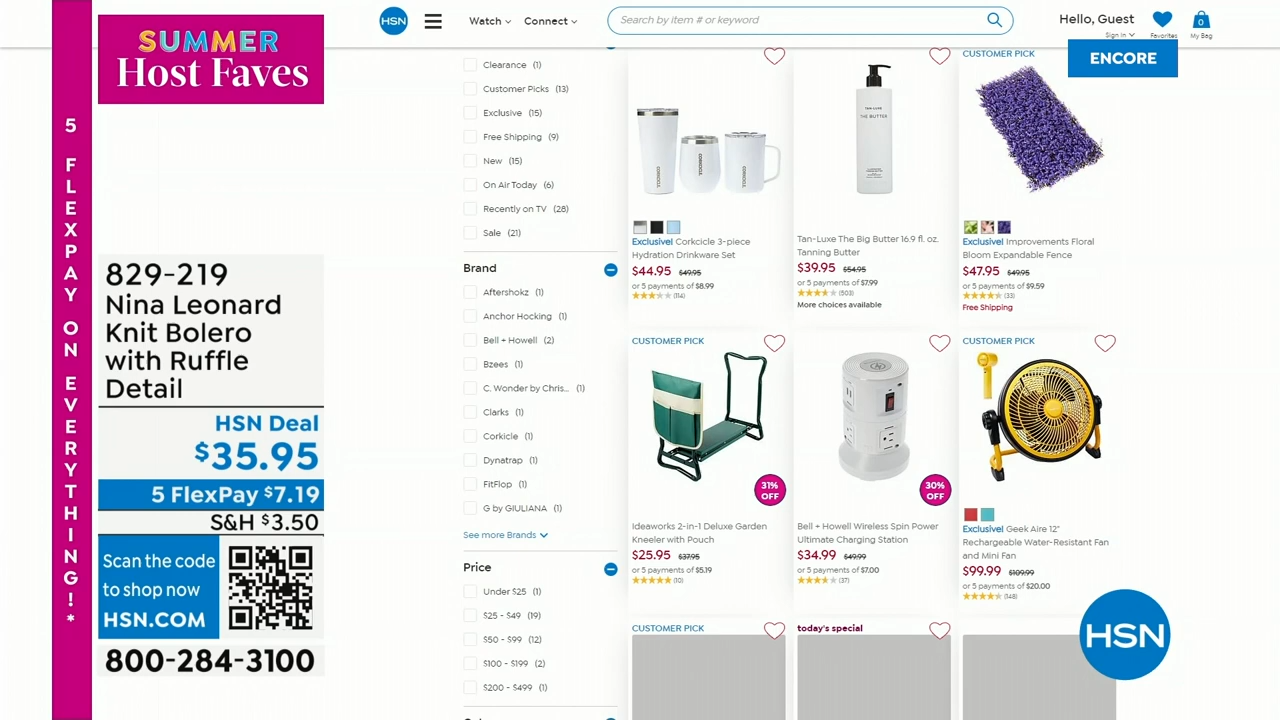 SUMMER
Host Faves
5 FLEXPAY ON EVERYTHING!*
829-219
Nina Leonard
Knit Bolero
with Ruffle
Detail
HSN Deal
$35.95
5 FlexPay $7.19
S&H $3.50
Scan the code
to shop now
HSN.COM
800-284-3100
HSN
Watch
Connect
Search by item # or keyword
Hello, Guest
Sign In
Favorites
0
My Bag
ENCORE
Clearance (1)
Customer Picks (13)
Exclusive (15)
Free Shipping (9)
New (15)
On Air Today (6)
Recently on TV (28)
Sale (21)
Brand
Aftershokz (1)
Anchor Hocking (1)
Bell + Howell (2)
Bzees (1)
C. Wonder by Chris... (1)
Clarks (1)
Corkicle (1)
Dynatrap (1)
FitFlop (1)
G by GIULIANA (1)
See more Brands
Price
Under $25 (1)
$25 - $49 (19)
$50 - $99 (12)
$100 - $199 (2)
$200 - $499 (1)
CORKCICLE
CORKCICLE
CORKCICLE
Exclusive! Corkcicle 3-piece
Hydration Drinkware Set
$44.95 $49.95
or 5 payments of $8.99
(114)
TAN-LUXE
THE BUTTER
Tan-Luxe The Big Butter 16.9 fl. oz.
Tanning Butter
$39.95 $54.95
or 5 payments of $7.99
(503)
More choices available
CUSTOMER PICK
Exclusive! Improvements Floral
Bloom Expandable Fence
$47.95 $49.95
or 5 payments of $9.59
(33)
Free Shipping
CUSTOMER PICK
31%
OFF
Ideaworks 2-in-1 Deluxe Garden
Kneeler with Pouch
$25.95 $37.95
or 5 payments of $5.19
(10)
30%
OFF
Bell + Howell Wireless Spin Power
Ultimate Charging Station
$34.99 $49.99
or 5 payments of $7.00
(37)
CUSTOMER PICK
Exclusive! Geek Aire 12"
Rechargeable Water-Resistant Fan
and Mini Fan
$99.99 $109.99
or 5 payments of $20.00
(148)
CUSTOMER PICK
today's special
HSN